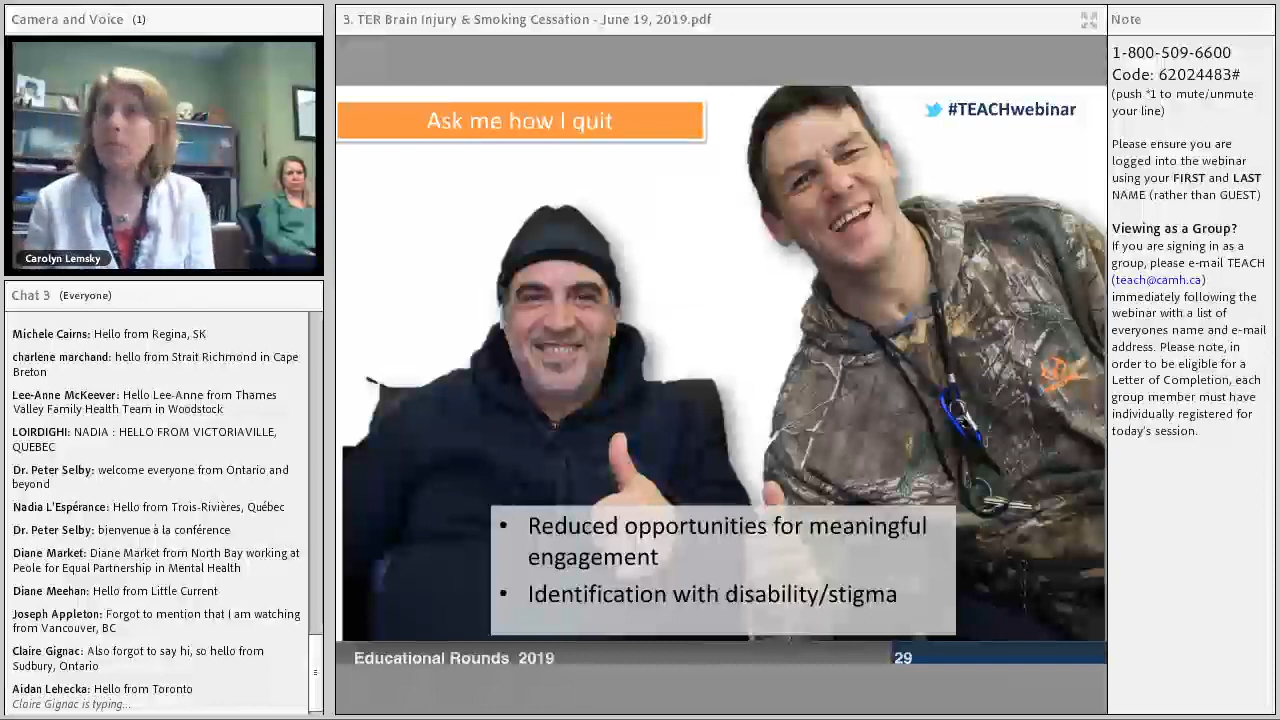 Camera and Voice (1)
Carolyn Lemsky
Chat 3 (Everyone)
Michele Cairns: Hello from Regina, SK
charlene marchand: hello from Strait Richmond in Cape
Breton
Lee-Anne McKeever: Hello Lee-Anne from Thames
Valley Family Health Team in Woodstock
LOIRDIGHI: NADIA : HELLO FROM VICTORIAVILLE,
QUEBEC
Dr. Peter Selby: welcome everyone from Ontario and
beyond
Nadia L'Espérance: Hello from Trois-Rivières, Québec
Dr. Peter Selby: bienvenue à la conférence
Diane Market: Diane Market from North Bay working at
Peole for Equal Partnership in Mental Health
Diane Meehan: Hello from Little Current
Joseph Appleton: Forgot to mention that I am watching
from Vancouver, BC
Claire Gignac: Also forgot to say hi, so hello from
Sudbury, Ontario
Aidan Lehecka: Hello from Toronto
Claire Gignac is typing...
3. TER Brain Injury & Smoking Cessation - June 19, 2019.pdf
Ask me how I quit
#TEACHwebinar
• Reduced opportunities for meaningful
engagement
• Identification with disability/stigma
Educational Rounds 2019
29
Note
1-800-509-6600
Code: 62024483#
(push *1 to mute/unmute
your line)
Please ensure you are
logged into the webinar
using your FIRST and LAST
NAME (rather than GUEST)
Viewing as a Group?
If you are signing in as a
group, please e-mail TEACH
(teach@camh.ca)
immediately following the
webinar with a list of
everyones name and e-mail
address. Please note, in
order to be eligible for a
Letter of Completion, each
group member must have
individually registered for
today's session.